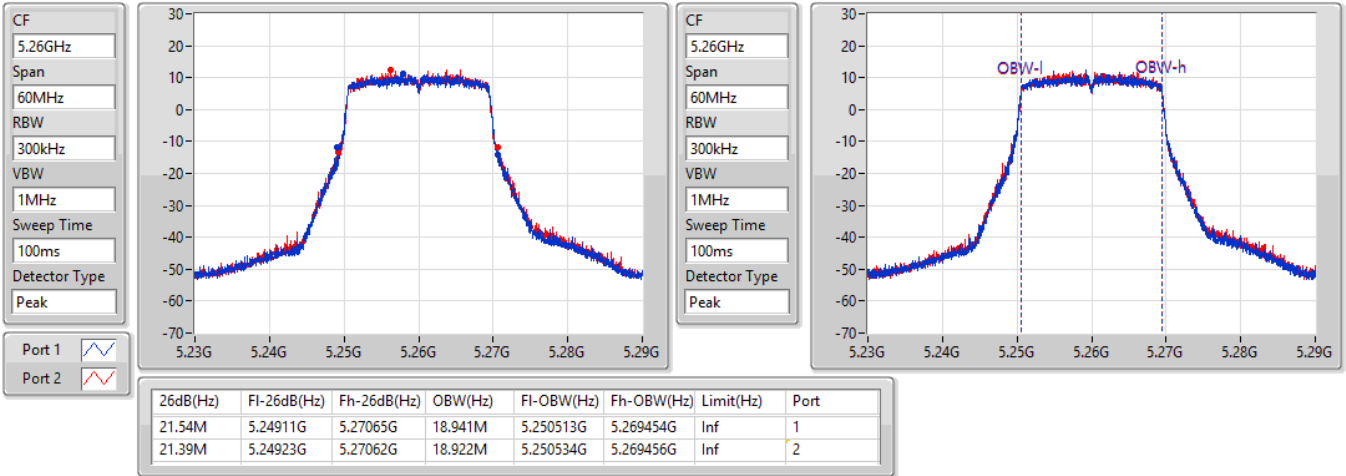 CF
5.26GHz
Span
60MHz
RBW
300kHz
VBW
1MHz
Sweep Time
100ms
Detector Type
Peak
Port 1
Port 2
30
20
10
0
-10
-20
-30
-40
-50
-60
-70
5.23G 5.24G 5.25G 5.26G 5.27G 5.28G 5.29G
CF
5.26GHz
Span
60MHz
RBW
300kHz
VBW
1MHz
Sweep Time
100ms
Detector Type
Peak
30
20
10
0
-10
-20
-30
-40
-50
-60
-70
OBW-l OBW-h
5.23G 5.24G 5.25G 5.26G 5.27G 5.28G 5.29G
26dB(Hz) Fl-26dB(Hz) Fh-26dB(Hz) OBW(Hz) Fl-OBW(Hz) Fh-OBW(Hz) Limit(Hz) Port
21.54M 5.24911G 5.27065G 18.941M 5.250513G 5.269454G Inf 1
21.39M 5.24923G 5.27062G 18.922M 5.250534G 5.269456G Inf 2